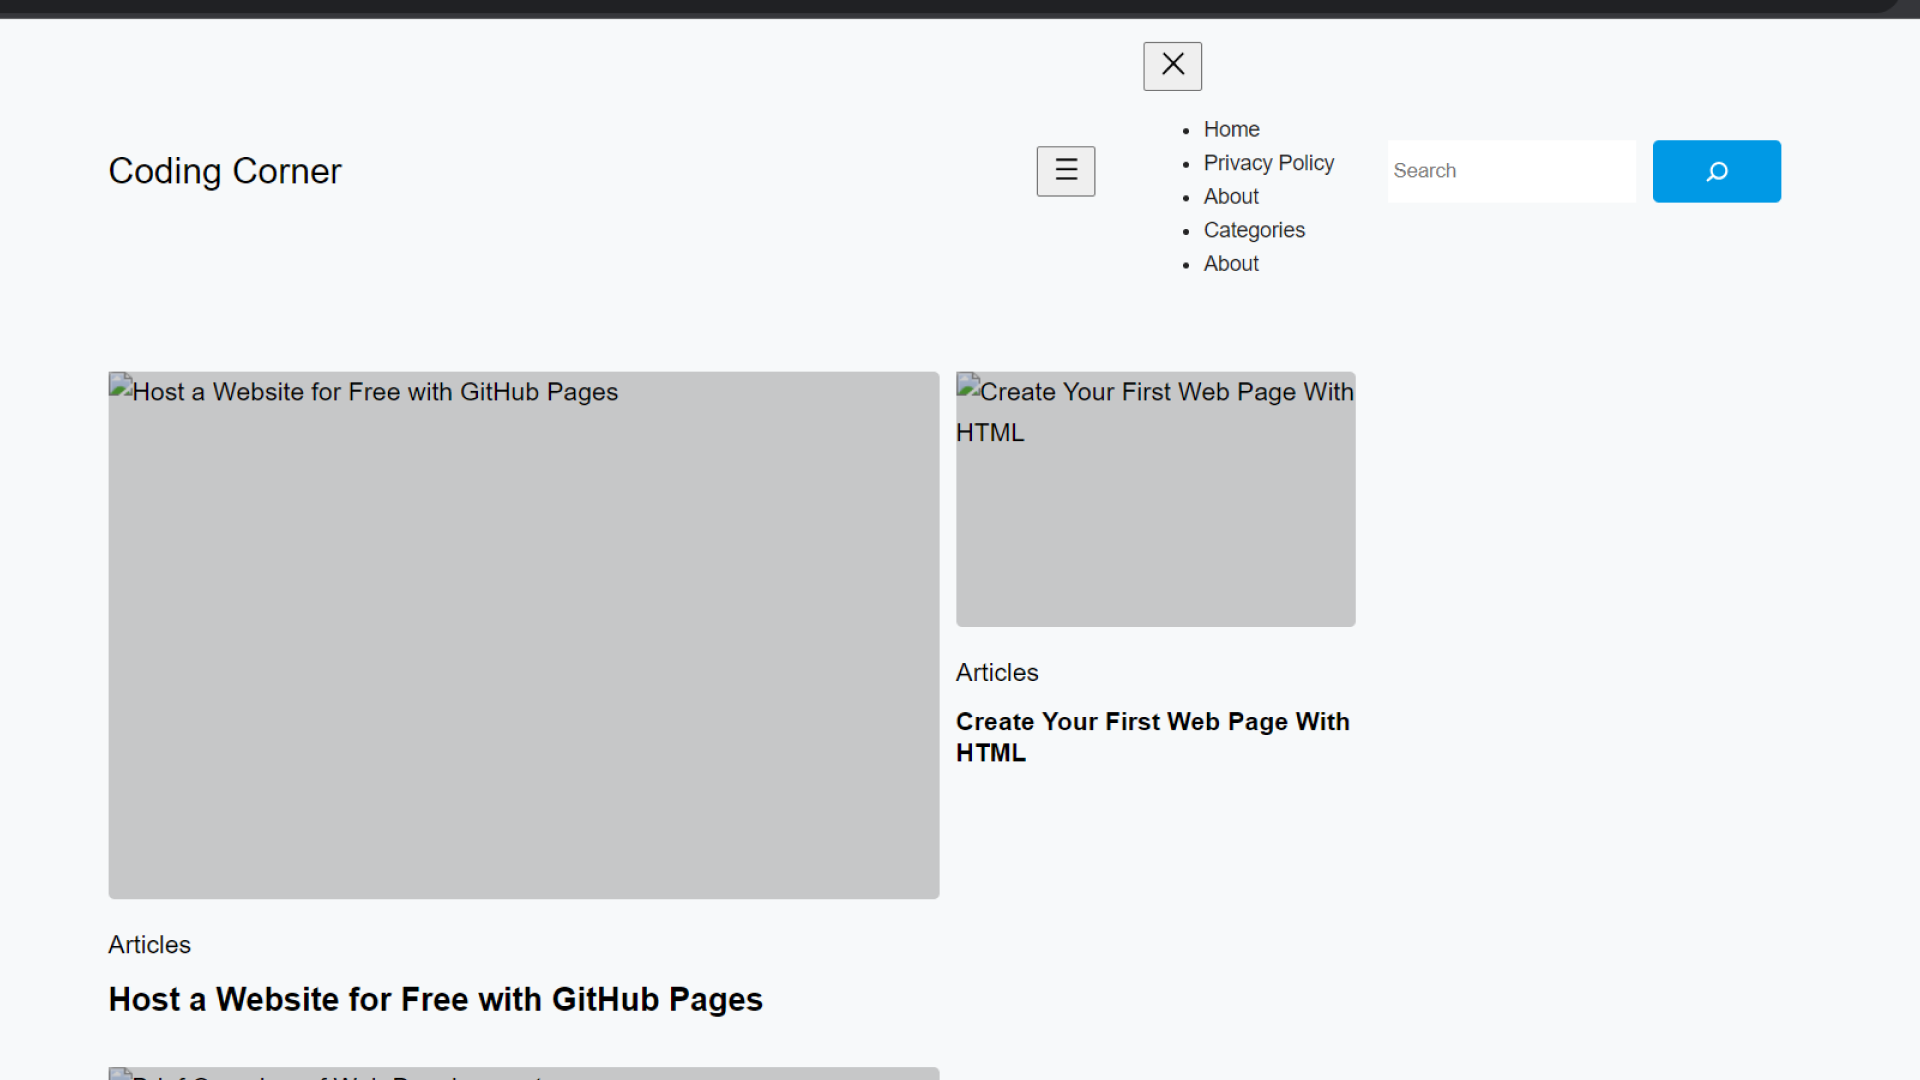 Coding Corner
Home
Privacy Policy
About
Categories
About
Search
Host a Website for Free with GitHub Pages
Create Your First Web Page With
HTML
Articles
Create Your First Web Page With
HTML
Articles
Host a Website for Free with GitHub Pages